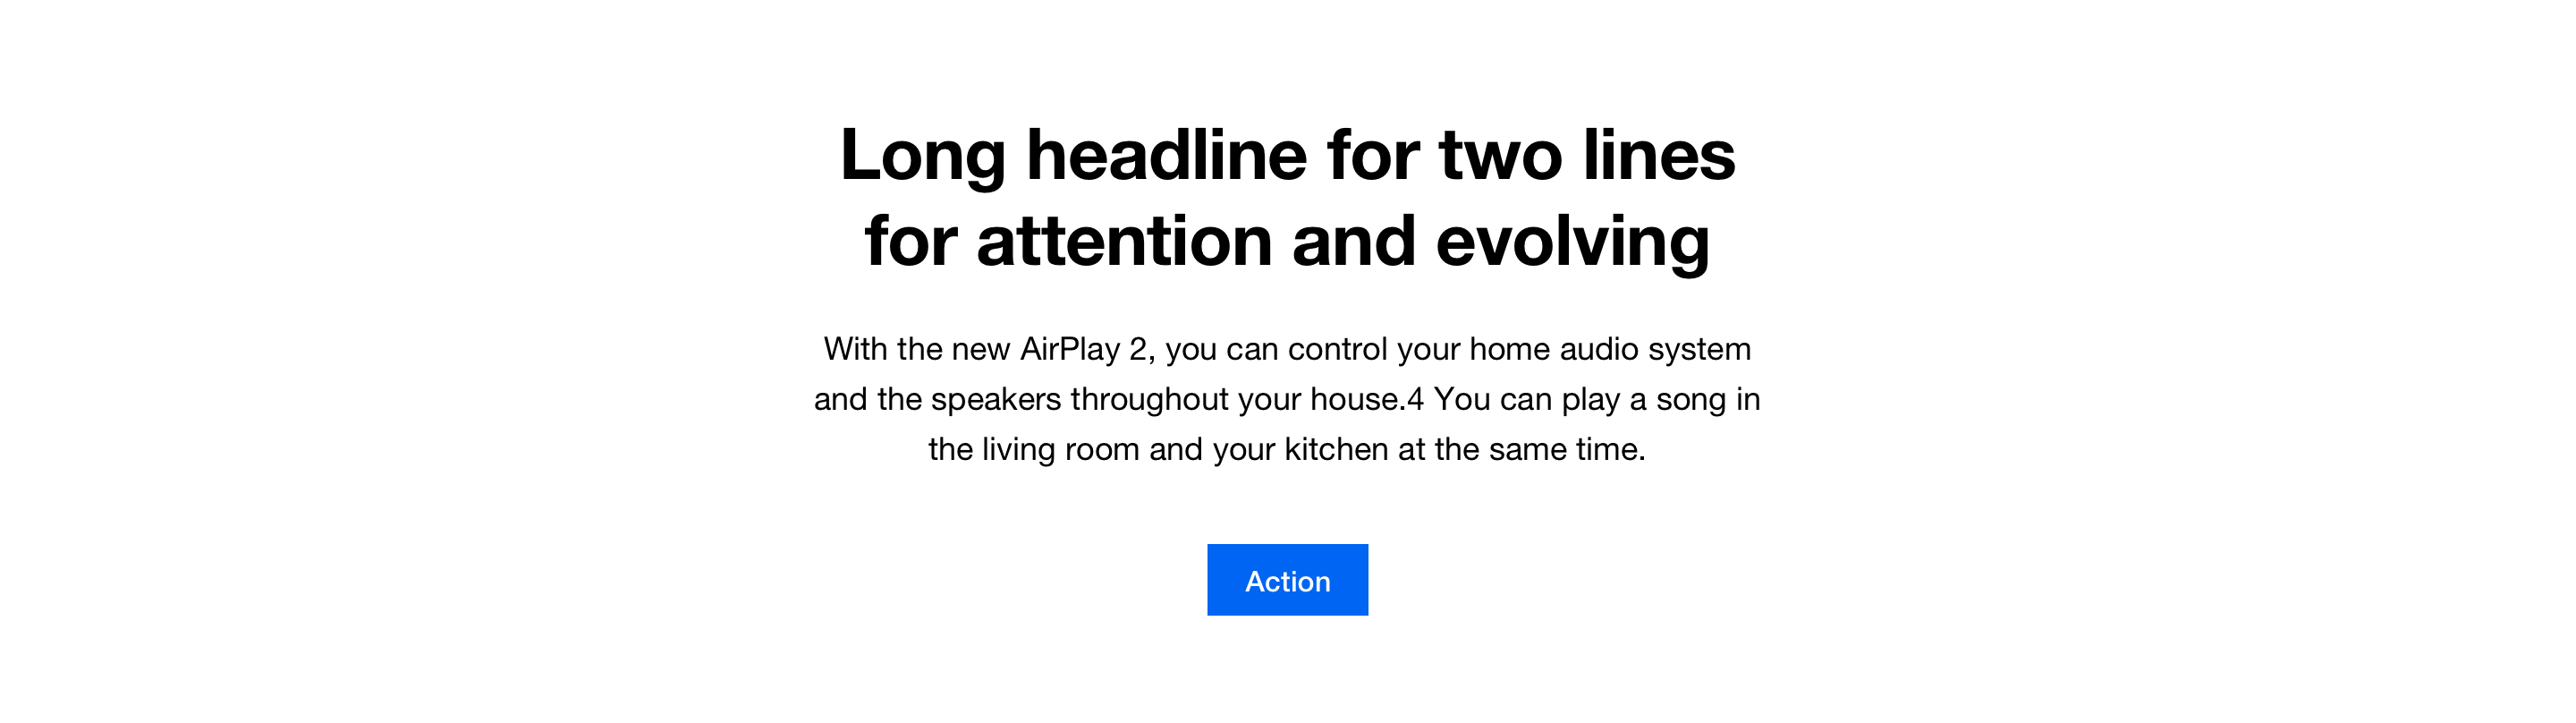 Long headline for two lines
for attention and evolving
With the new AirPlay 2, you can control your home audio system
and the speakers throughout your house.4 You can play a song in
the living room and your kitchen at the same time.
Action